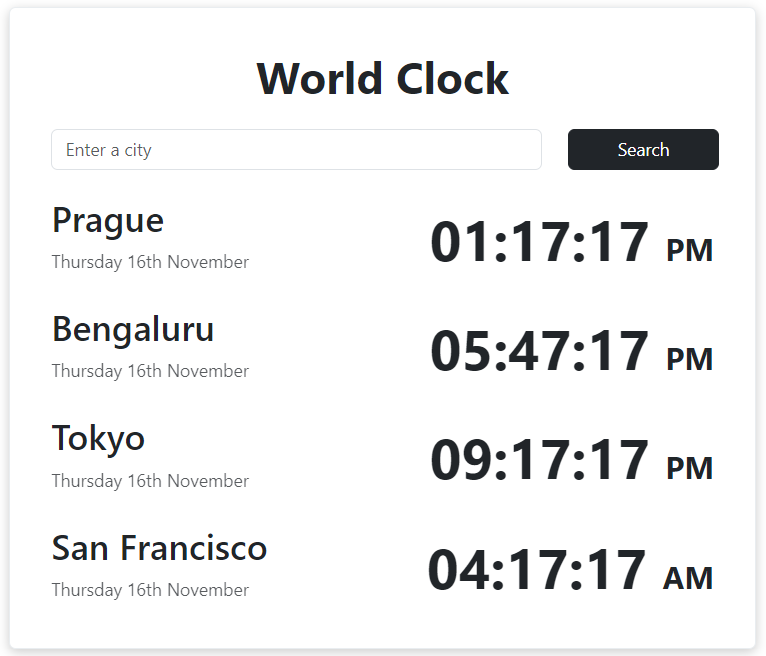 World Clock
Enter a city Search
Prague
01:17:17 PM
Thursday 16th November
Bengaluru
05:47:17 PM
Thursday 16th November
Tokyo
09:17:17 PM
Thursday 16th November
San Francisco
04:17:17 AM
Thursday 16th November